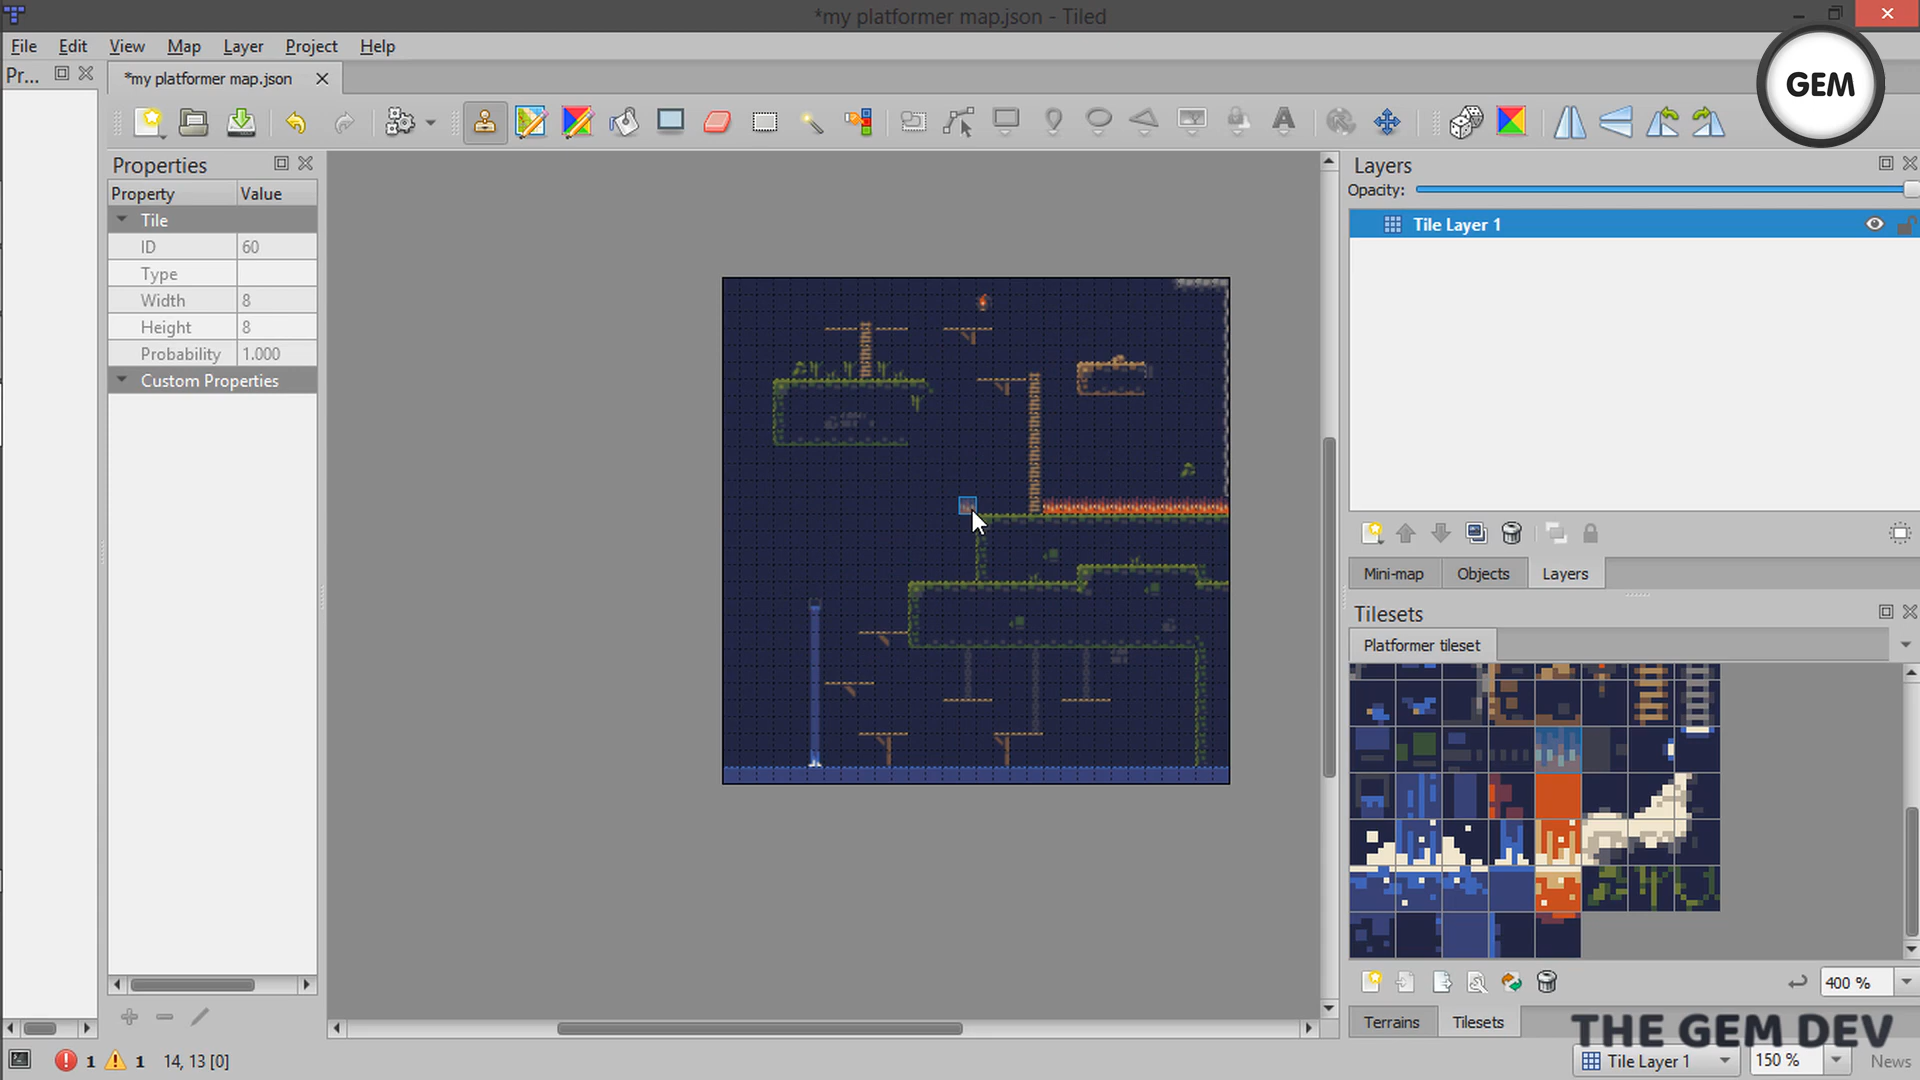 *my platformer map.json - Tiled
GEM
File Edit View Map Layer Project Help
Pr...
*my platformer map.json
Properties
Property Value
Tile
ID 60
Type
Width 8
Height 8
Probability 1.000
Custom Properties
Layers
Opacity:
Tile Layer 1
Mini-map Objects Layers
Tilesets
Platformer tileset
400 %
Terrains Tilesets
THE GEM DEV
1 1 14, 13 [0]
Tile Layer 1 150 % News